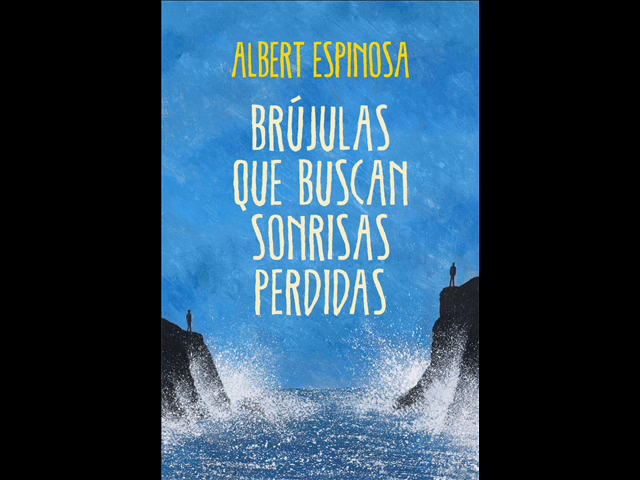 ALBERT ESPINOSA
BRÚJULAS
QUE BUSCAN
SONRISAS
PERDIDAS